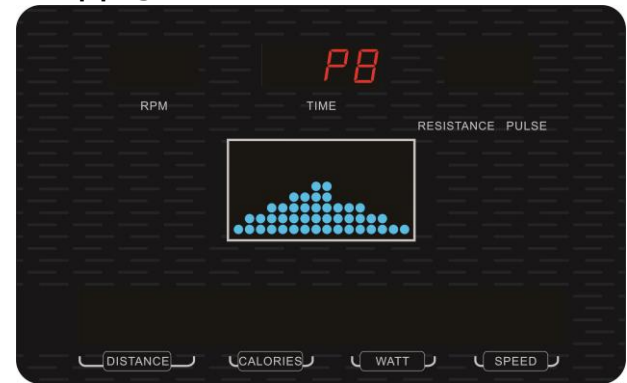 P8
RPM TIME
RESISTANCE PULSE
DISTANCE CALORIES WATT SPEED